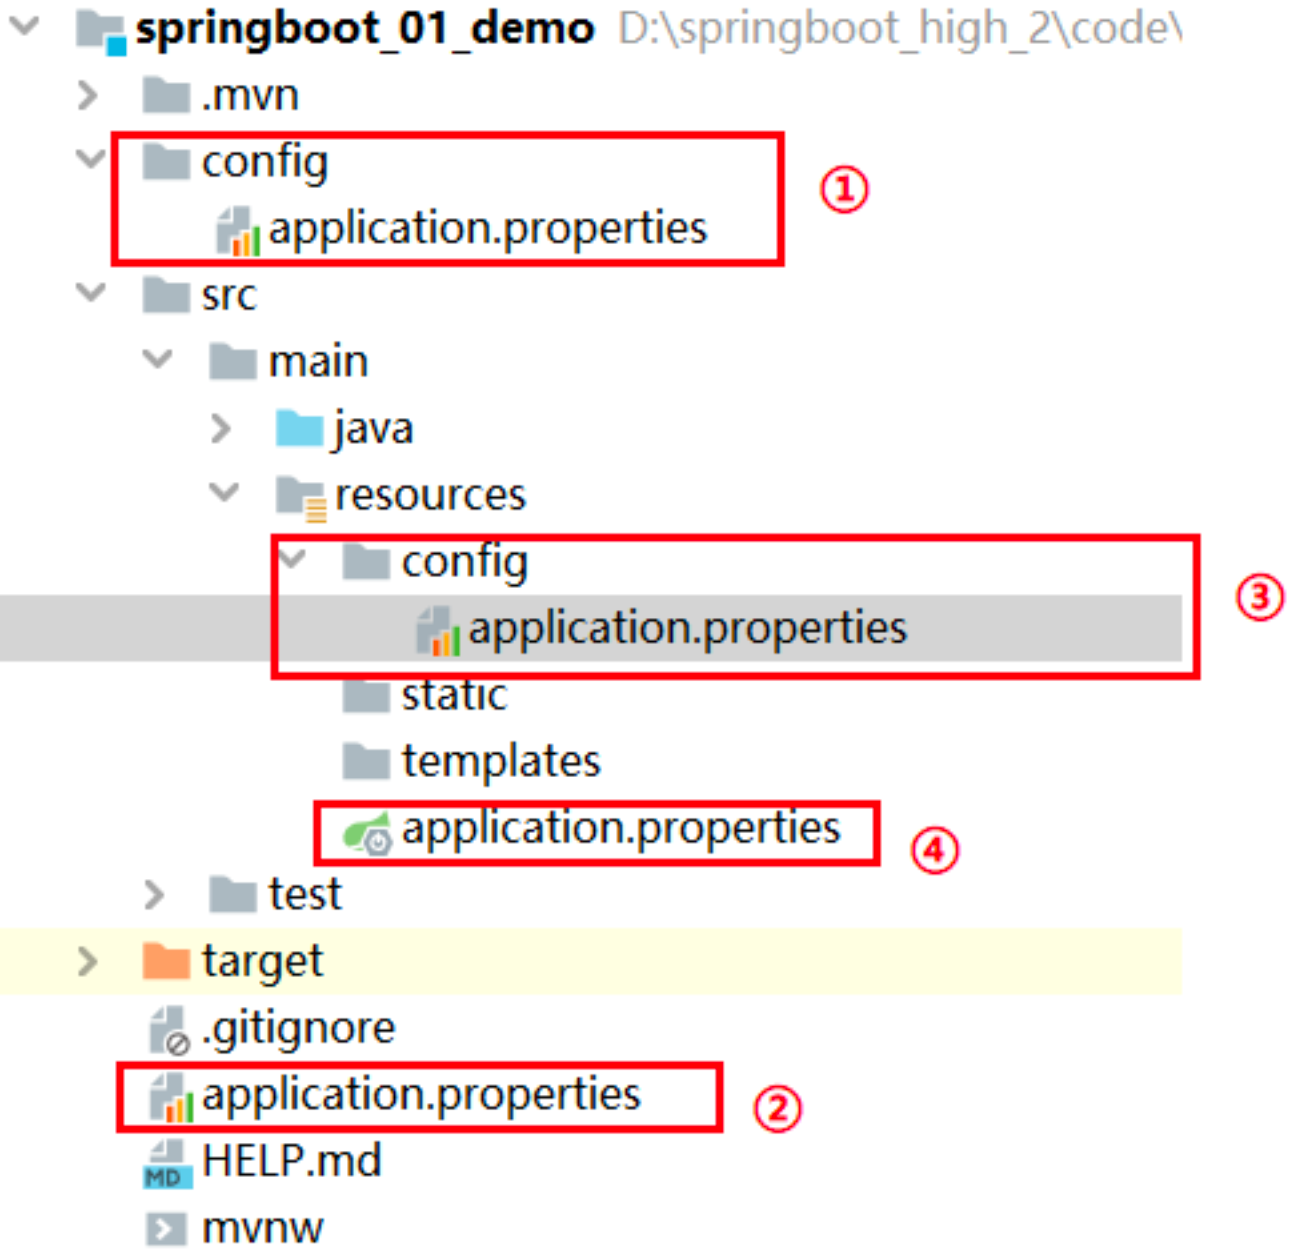 springboot_01_demo D:\springboot_high_2\code\
.mvn
config
①
application.properties
src
main
java
resources
config
③
application.properties
static
templates
application.properties
④
test
target
.gitignore
application.properties
②
HELP.md
mvnw